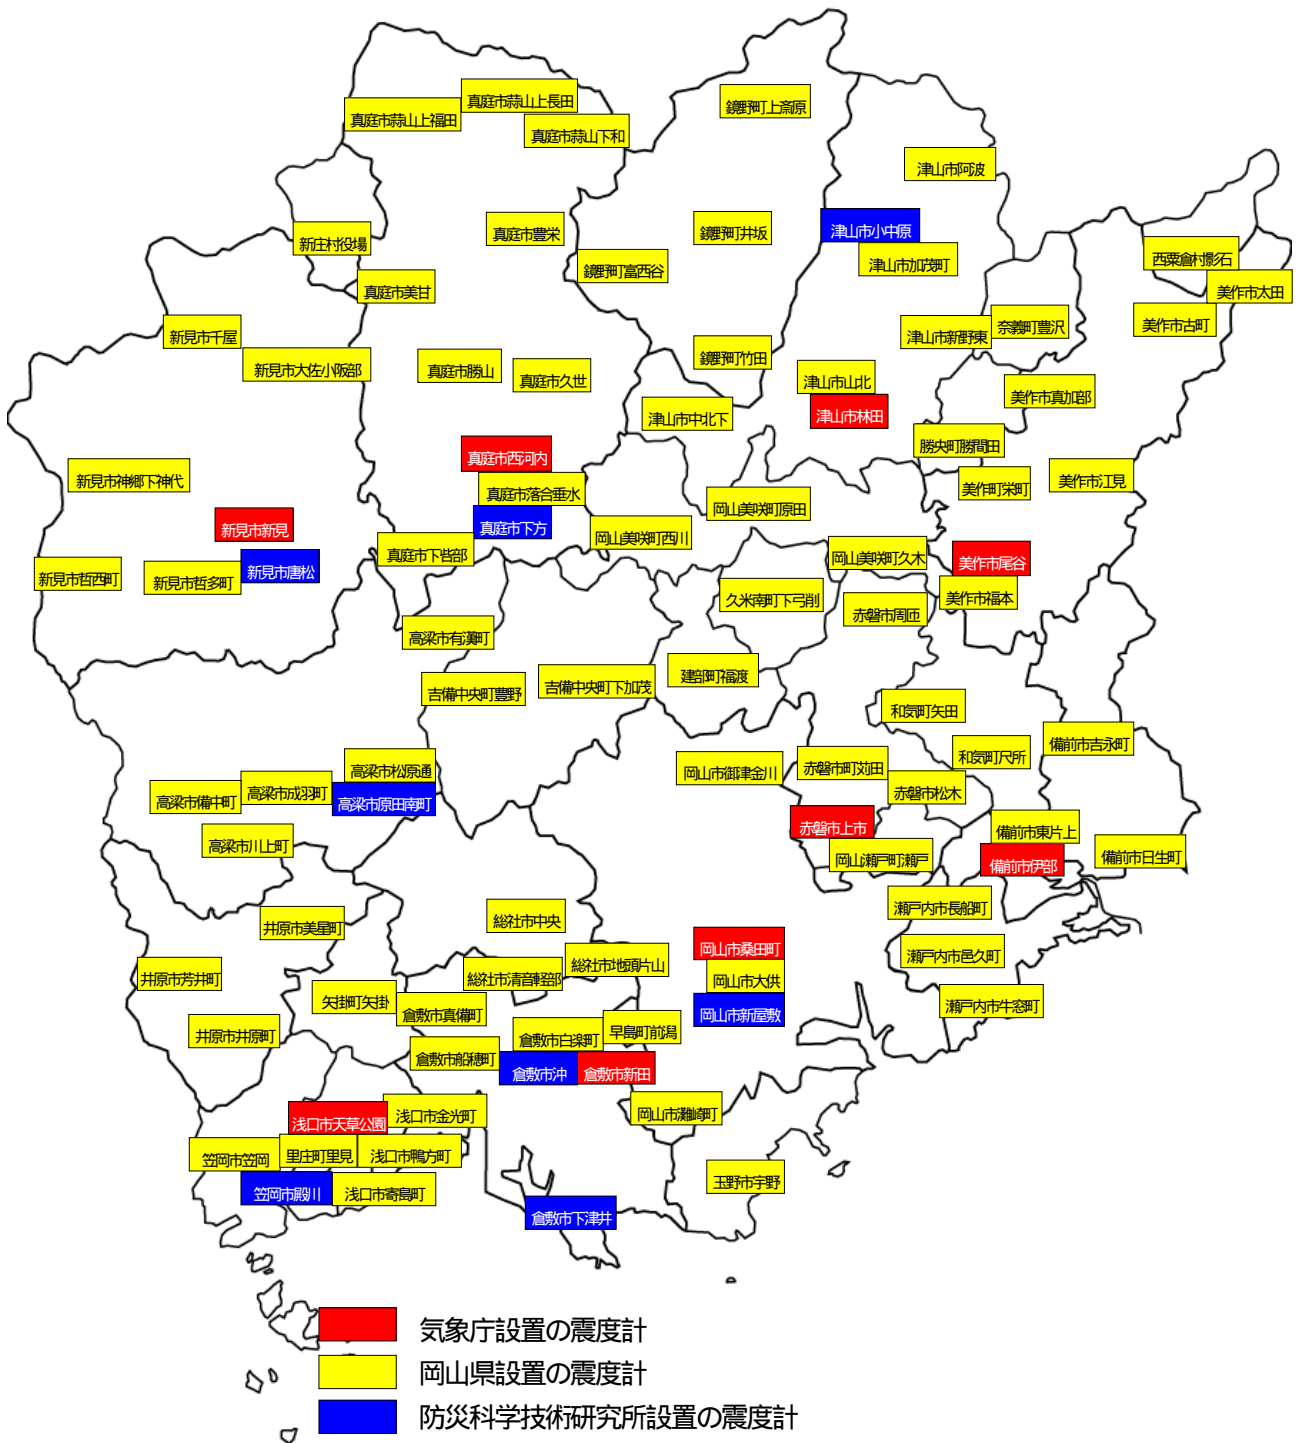 真庭市蒜山上長田
鏡野町上斎原
真庭市蒜山上福田
真庭市蒜山下和
津山市阿波
真庭市豊栄
鏡野町井坂
津山市小中原
新庄村役場
西粟倉村影石
鏡野町富西谷
津山市加茂町
真庭市美甘
美作市太田
新見市千屋
津山市新野東
奈義町豊沢
美作市古町
新見市大佐小阪部
真庭市勝山
真庭市久世
鏡野町竹田
津山市山北
美作市真加部
津山市中北下
津山市林田
勝央町勝間田
真庭市西河内
新見市神郷下神代
真庭市落合垂水
美作町栄町
美作市江見
岡山美咲町原田
新見市新見
真庭市下方
岡山美咲町西川
真庭市下呰部
岡山美咲町久木
美作市尾谷
新見市哲西町
新見市哲多町
新見市唐松
久米南町下弓削
赤磐市周匝
美作市福本
高梁市有漢町
吉備中央町豊野
吉備中央町下加茂
建部町福渡
和気町矢田
高梁市松原通
岡山市御津金川
赤磐市町苅田
和気町尺所
備前市吉永町
高梁市備中町
高梁市成羽町
高梁市原田南町
赤磐市松木
高梁市川上町
赤磐市上市
備前市東片上
岡山瀬戸町瀬戸
備前市伊部
備前市日生町
井原市美星町
総社市中央
瀬戸内市長船町
岡山市桑田町
瀬戸内市邑久町
井原市芳井町
総社市清音軽部
総社市地頭片山
岡山市大供
矢掛町矢掛
倉敷市真備町
岡山市新屋敷
瀬戸内市牛窓町
井原市井原町
倉敷市白楽町
早島町前潟
倉敷市船穂町
倉敷市沖
倉敷市新田
浅口市天草公園
浅口市金光町
岡山市灘崎町
笠岡市笠岡
里庄町里見
浅口市鴨方町
笠岡市殿川
浅口市寄島町
玉野市宇野
倉敷市下津井
気象庁設置の震度計
岡山県設置の震度計
防災科学技術研究所設置の震度計